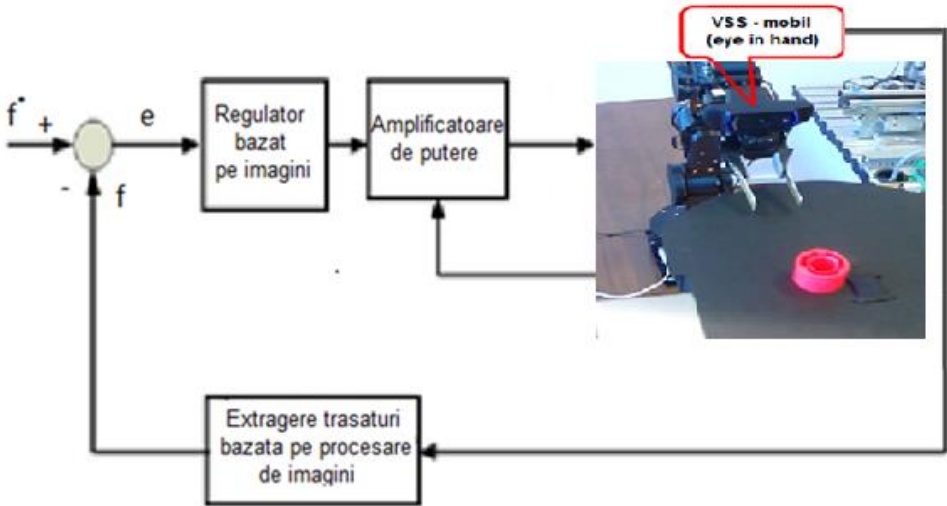 VSS - mobil
(eye in hand)
f*
+
e
-
f
Regulator
bazat
pe imagini
Amplificatoare
de putere
Extragere trasaturi
bazata pe procesare
de imagini